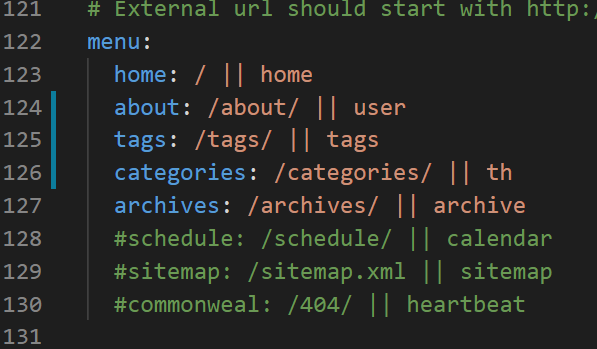 121 # External url should start with http:/
122 menu:
123 home: / || home
124 about: /about/ || user
125 tags: /tags/ || tags
126 categories: /categories/ || th
127 archives: /archives/ || archive
128 #schedule: /schedule/ || calendar
129 #sitemap: /sitemap.xml || sitemap
130 #commonweal: /404/ || heartbeat
131